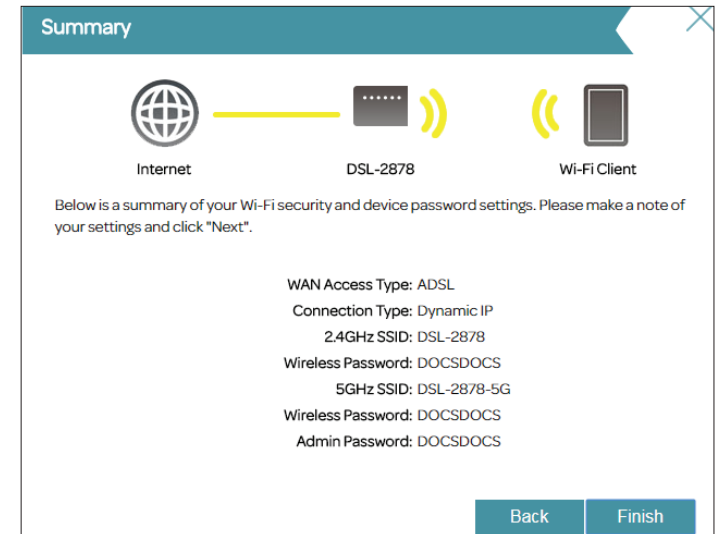 Summary
Internet
DSL-2878
Wi-Fi Client
Below is a summary of your Wi-Fi security and device password settings. Please make a note of
your settings and click "Next".
WAN Access Type: ADSL
Connection Type: Dynamic IP
2.4GHz SSID: DSL-2878
Wireless Password: DOCSDOCS
5GHz SSID: DSL-2878-5G
Wireless Password: DOCSDOCS
Admin Password: DOCSDOCS
Back
Finish